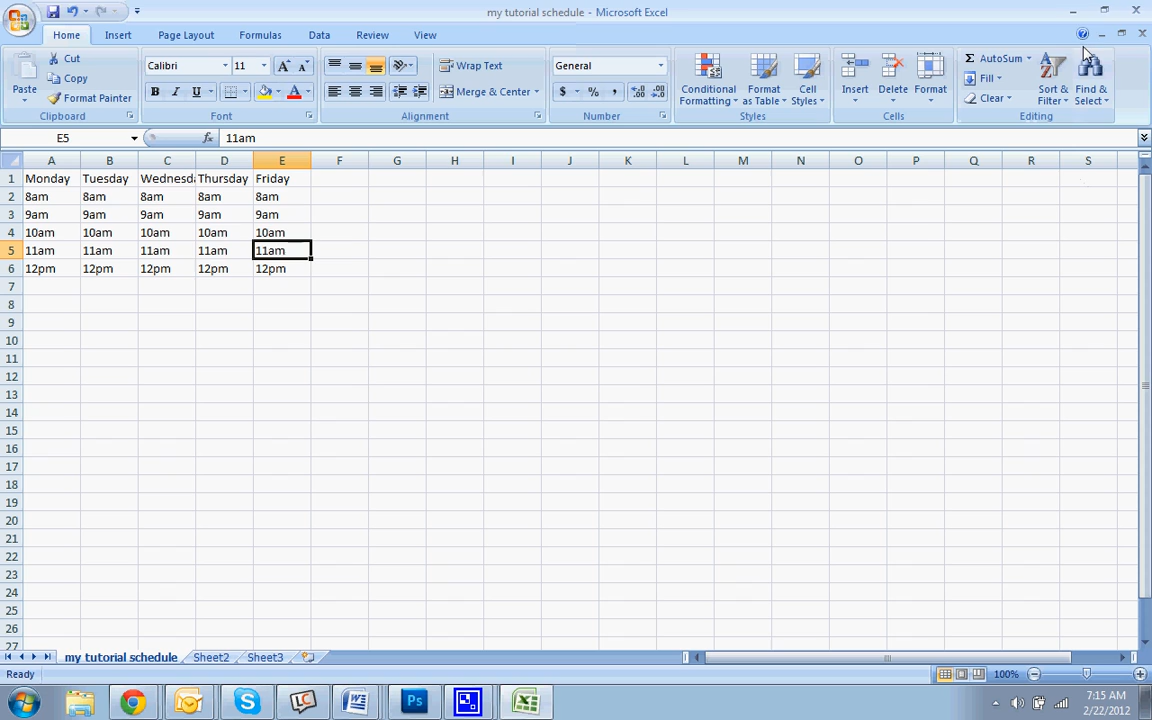 my tutorial schedule - Microsoft Excel
Home Insert Page Layout Formulas Data Review View
Paste Cut Calibri 11 Wrap Text General Conditional Formatting Format as Table Cell Styles Insert Delete Format Σ AutoSum Sort & Filter Find & Select
Copy Fill
Format Painter B I U A Merge & Center $ % , Clear
Clipboard Font Alignment Number Styles Cells Editing
E5 fx 11am
A B C D E F G H I J K L M N O P Q R S
1 Monday Tuesday Wednesda Thursday Friday
2 8am 8am 8am 8am 8am
3 9am 9am 9am 9am 9am
4 10am 10am 10am 10am 10am
5 11am 11am 11am 11am 11am
6 12pm 12pm 12pm 12pm 12pm
7
8
9
10
11
12
13
14
15
16
17
18
19
20
21
22
23
24
25
26
27
my tutorial schedule Sheet2 Sheet3
Ready 100%
7:15 AM
2/22/2012